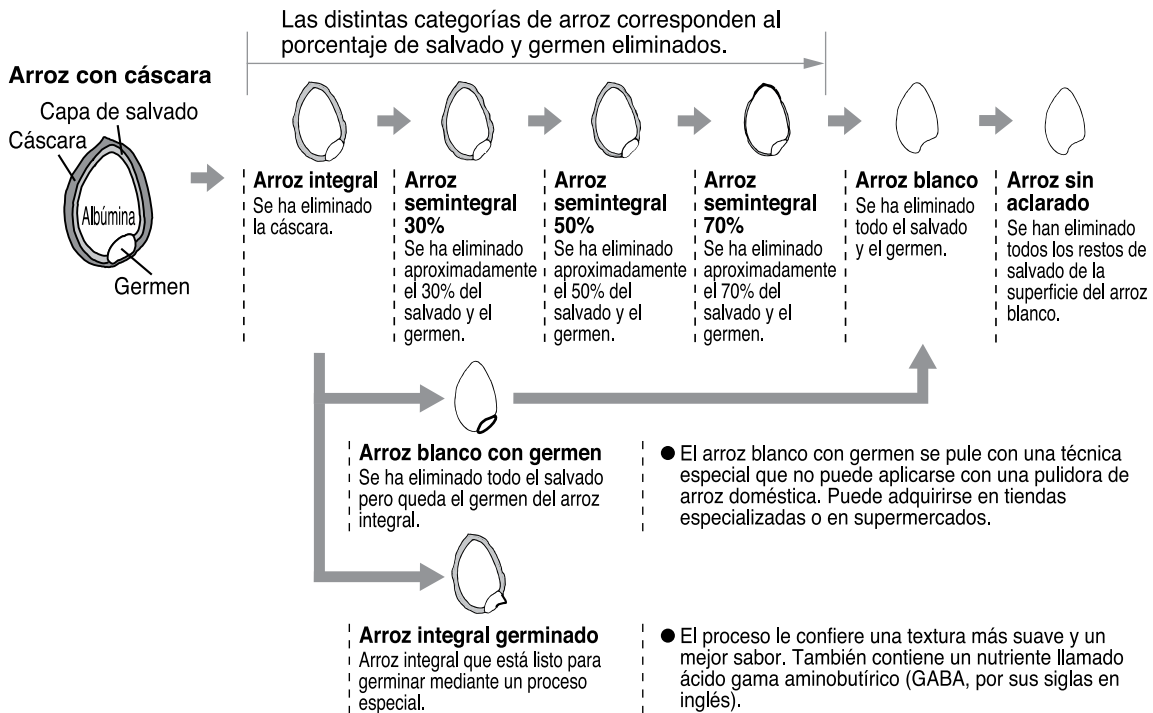 Las distintas categorías de arroz corresponden al
porcentaje de salvado y germen eliminados.
Arroz con cáscara
Capa de salvado
Cáscara
Albúmina
Germen
Arroz integral
Se ha eliminado
la cáscara.
Arroz
semintegral
30%
Se ha eliminado
aproximadamente
el 30% del
salvado y el
germen.
Arroz
semintegral
50%
Se ha eliminado
aproximadamente
el 50% del
salvado y el
germen.
Arroz
semintegral
70%
Se ha eliminado
aproximadamente
el 70% del
salvado y el
germen.
Arroz blanco
Se ha eliminado
todo el salvado
y el germen.
Arroz sin
aclarado
Se han eliminado
todos los restos de
salvado de la
superficie del arroz
blanco.
Arroz blanco con germen
Se ha eliminado todo el salvado
pero queda el germen del arroz
integral.
● El arroz blanco con germen se pule con una técnica
especial que no puede aplicarse con una pulidora de
arroz doméstica. Puede adquirirse en tiendas
especializadas o en supermercados.
Arroz integral germinado
Arroz integral que está listo para
germinar mediante un proceso
especial.
● El proceso le confiere una textura más suave y un
mejor sabor. También contiene un nutriente llamado
ácido gama aminobutírico (GABA, por sus siglas en
inglés).